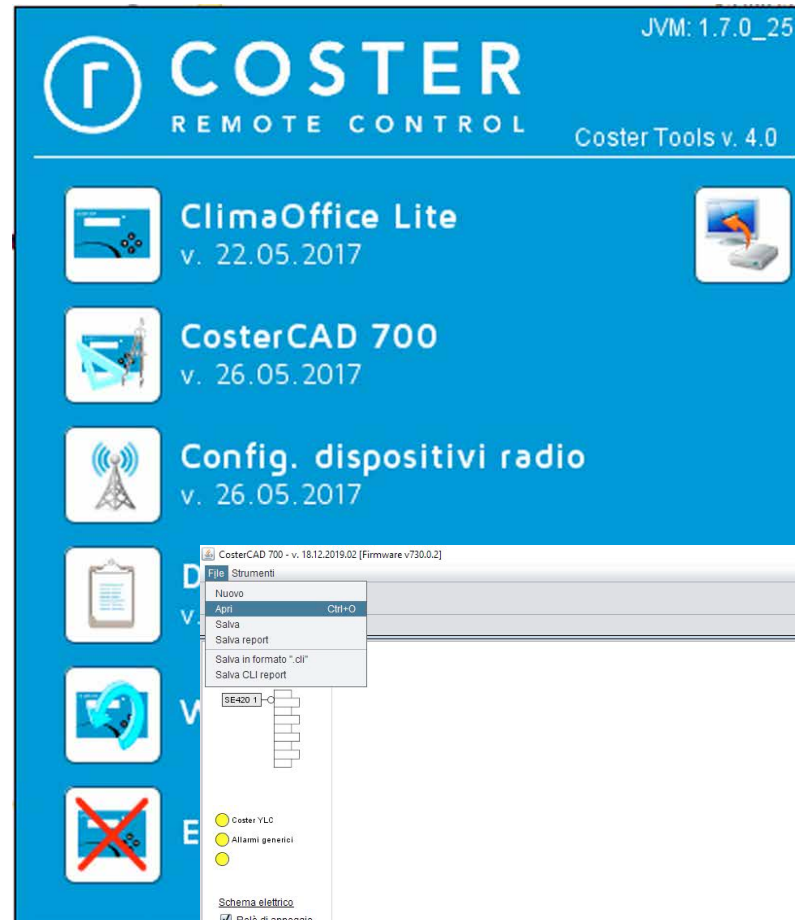 JVM: 1.7.0_25
COSTER
REMOTE CONTROL
Coster Tools v. 4.0
ClimaOffice Lite
v. 22.05.2017
CosterCAD 700
v. 26.05.2017
Config. dispositivi radio
v. 26.05.2017
CosterCAD 700 - v. 18.12.2019.02 [Firmware v730.0.2]
File Strumenti
Nuovo
Apri Ctrl+O
Salva
Salva report
Salva in formato ".cli"
Salva CLI report
SE420 1
Coster YLC
Allarmi generici
Schema elettrico
Relè di appoggio